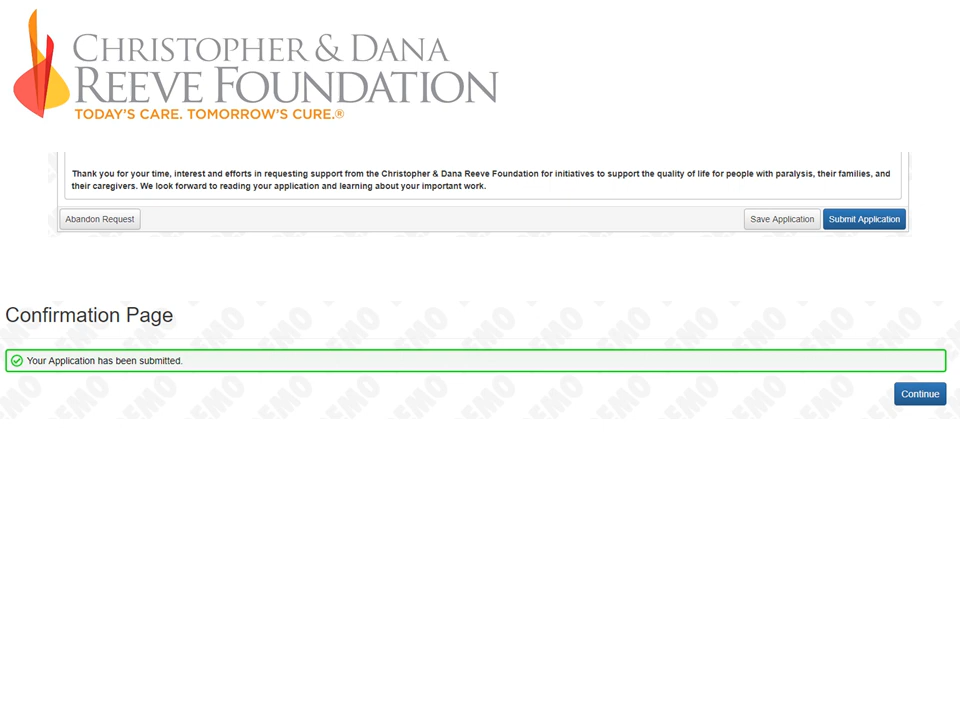 CHRISTOPHER & DANA
REEVE FOUNDATION
TODAY'S CARE. TOMORROW'S CURE.®
Thank you for your time, interest and efforts in requesting support from the Christopher & Dana Reeve Foundation for initiatives to support the quality of life for people with paralysis, their families, and
their caregivers. We look forward to reading your application and learning about your important work.
Abandon Request Save Application Submit Application
Confirmation Page
Your Application has been submitted.
Continue
DEMO